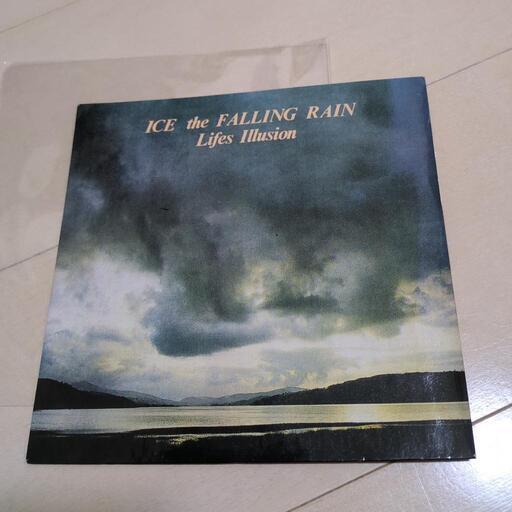 ICE the FALLING RAIN
Lifes Illusion